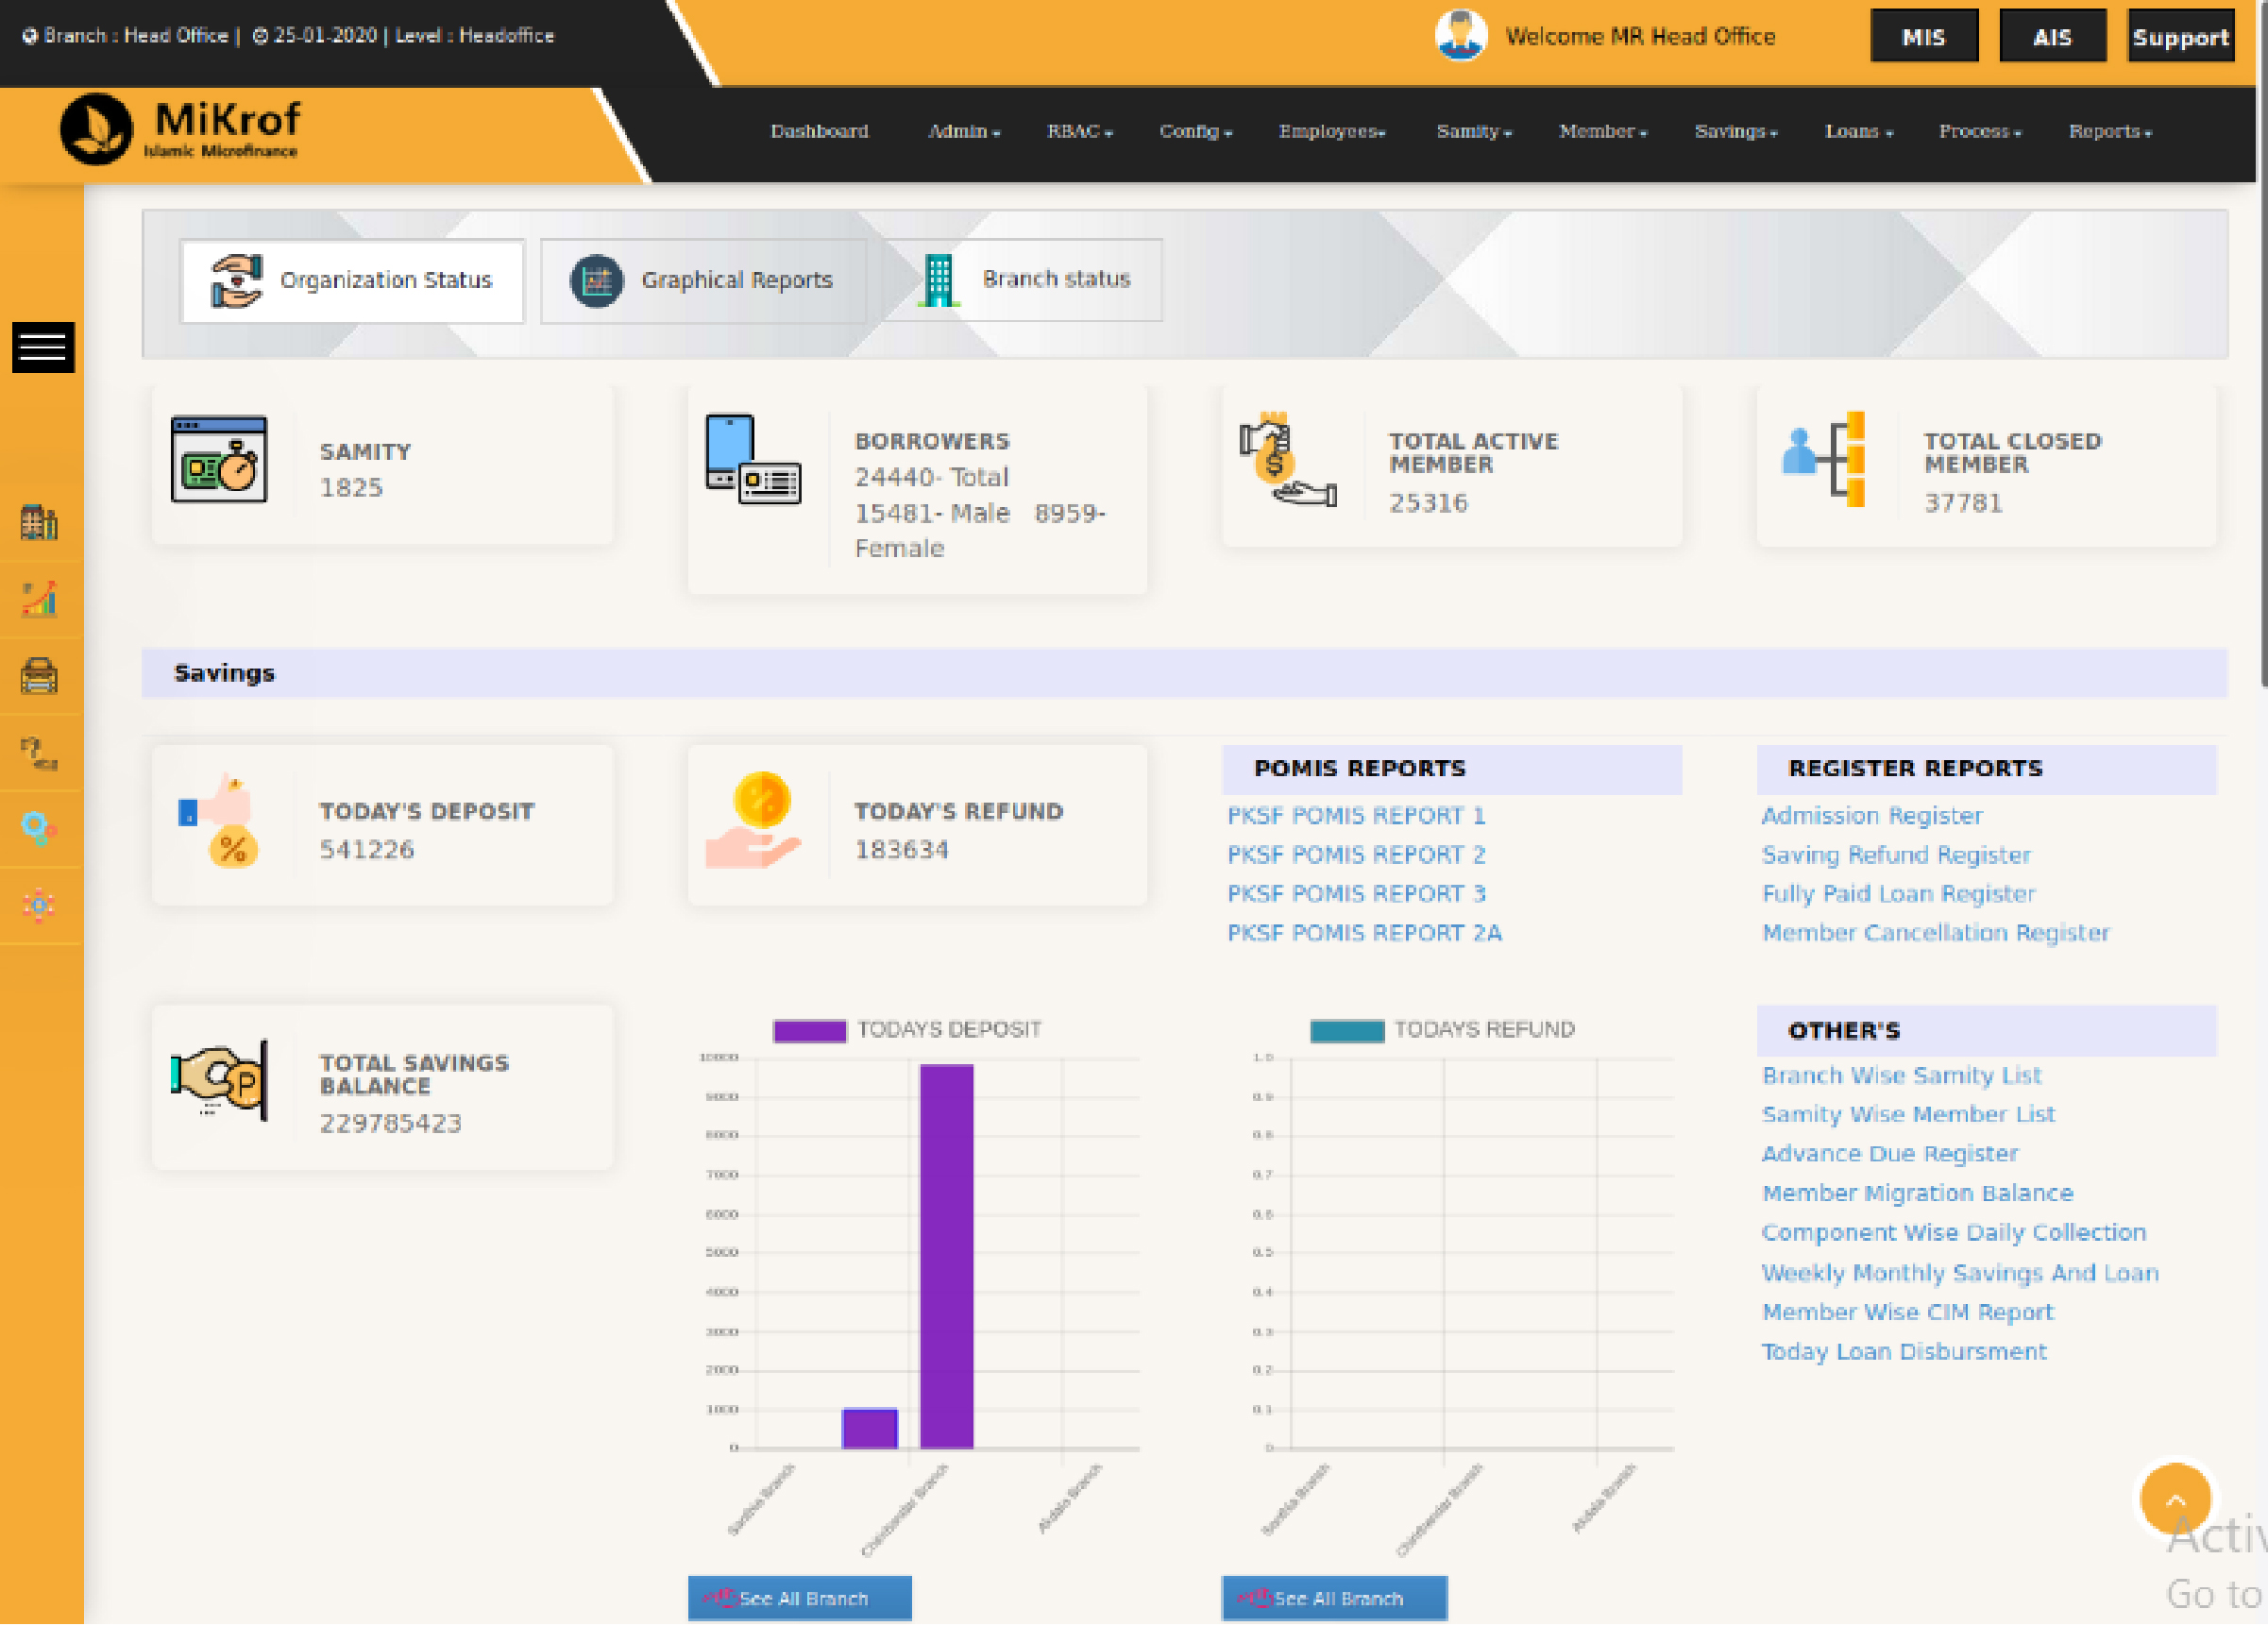 Branch : Head Office | 25-01-2020 | Level : Headoffice
Welcome MR Head Office
MIS
AIS
Support
MiKrof
Islamic Microfinance
Dashboard
Admin
RBAC
Config
Employees
Samity
Member
Savings
Loans
Process
Reports
Organization Status
Graphical Reports
Branch status
SAMITY
1825
BORROWERS
24440- Total
15481- Male 8959-
Female
TOTAL ACTIVE
MEMBER
25316
TOTAL CLOSED
MEMBER
37781
Savings
TODAY'S DEPOSIT
541226
TODAY'S REFUND
183634
POMIS REPORTS
PKSF POMIS REPORT 1
PKSF POMIS REPORT 2
PKSF POMIS REPORT 3
PKSF POMIS REPORT 2A
REGISTER REPORTS
Admission Register
Saving Refund Register
Fully Paid Loan Register
Member Cancellation Register
TOTAL SAVINGS
BALANCE
229785423
TODAYS DEPOSIT
10000
9000
8000
7000
6000
5000
4000
3000
2000
1000
0
Branch
Branch
Branch
See All Branch
TODAYS REFUND
1.0
0.9
0.8
0.7
0.6
0.5
0.4
0.3
0.2
0.1
0
Branch
Branch
Branch
See All Branch
OTHER'S
Branch Wise Samity List
Samity Wise Member List
Advance Due Register
Member Migration Balance
Component Wise Daily Collection
Weekly Monthly Savings And Loan
Member Wise CIM Report
Today Loan Disbursment
Activ
Go to